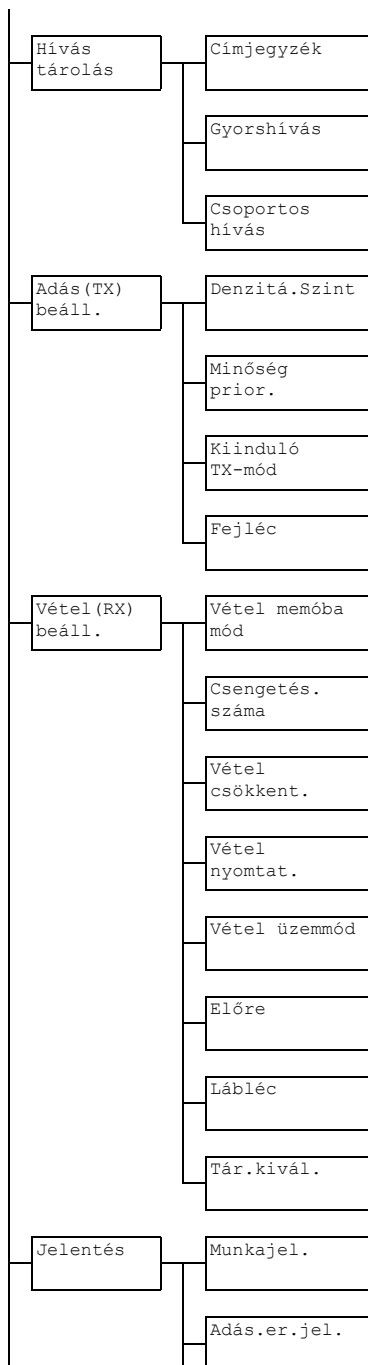 Hívás
tárolás
Címjegyzék
Gyorshívás
Csoportos
hívás
Adás(TX)
beáll.
Denzitá.Szint
Minőség
prior.
Kiinduló
TX-mód
Fejléc
Vétel(RX)
beáll.
Vétel memóba
mód
Csengetés.
száma
Vétel
csökkent.
Vétel
nyomtat.
Vétel üzemmód
Előre
Lábléc
Tár.kivál.
Jelentés
Munkajel.
Adás.er.jel.